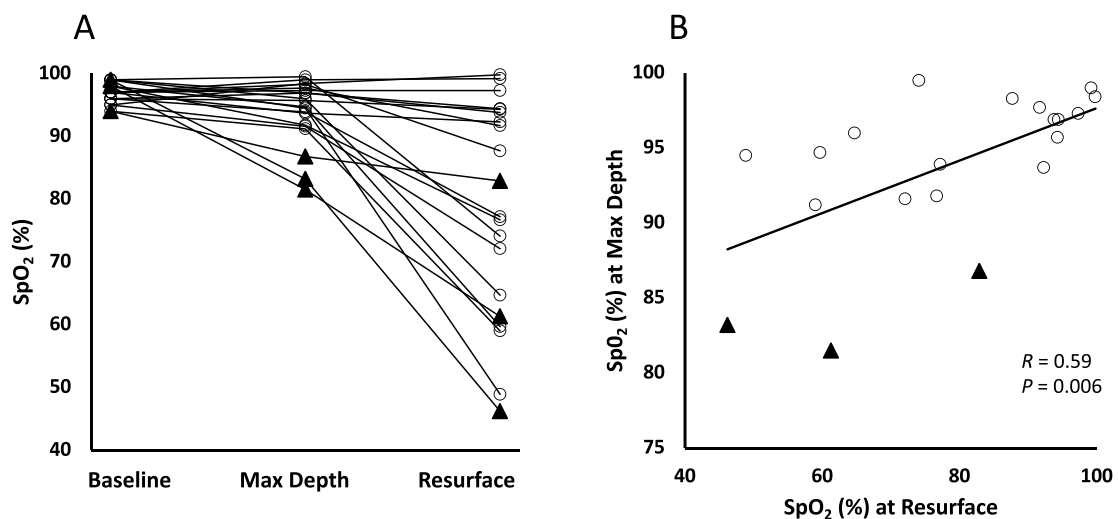 A
SpO₂ (%)
100
90
80
70
60
50
40
Baseline
Max Depth
Resurface
B
Sp0₂ (%) at Max Depth
100
95
90
85
80
75
R = 0.59
P = 0.006
40
60
80
100
SpO₂ (%) at Resurface